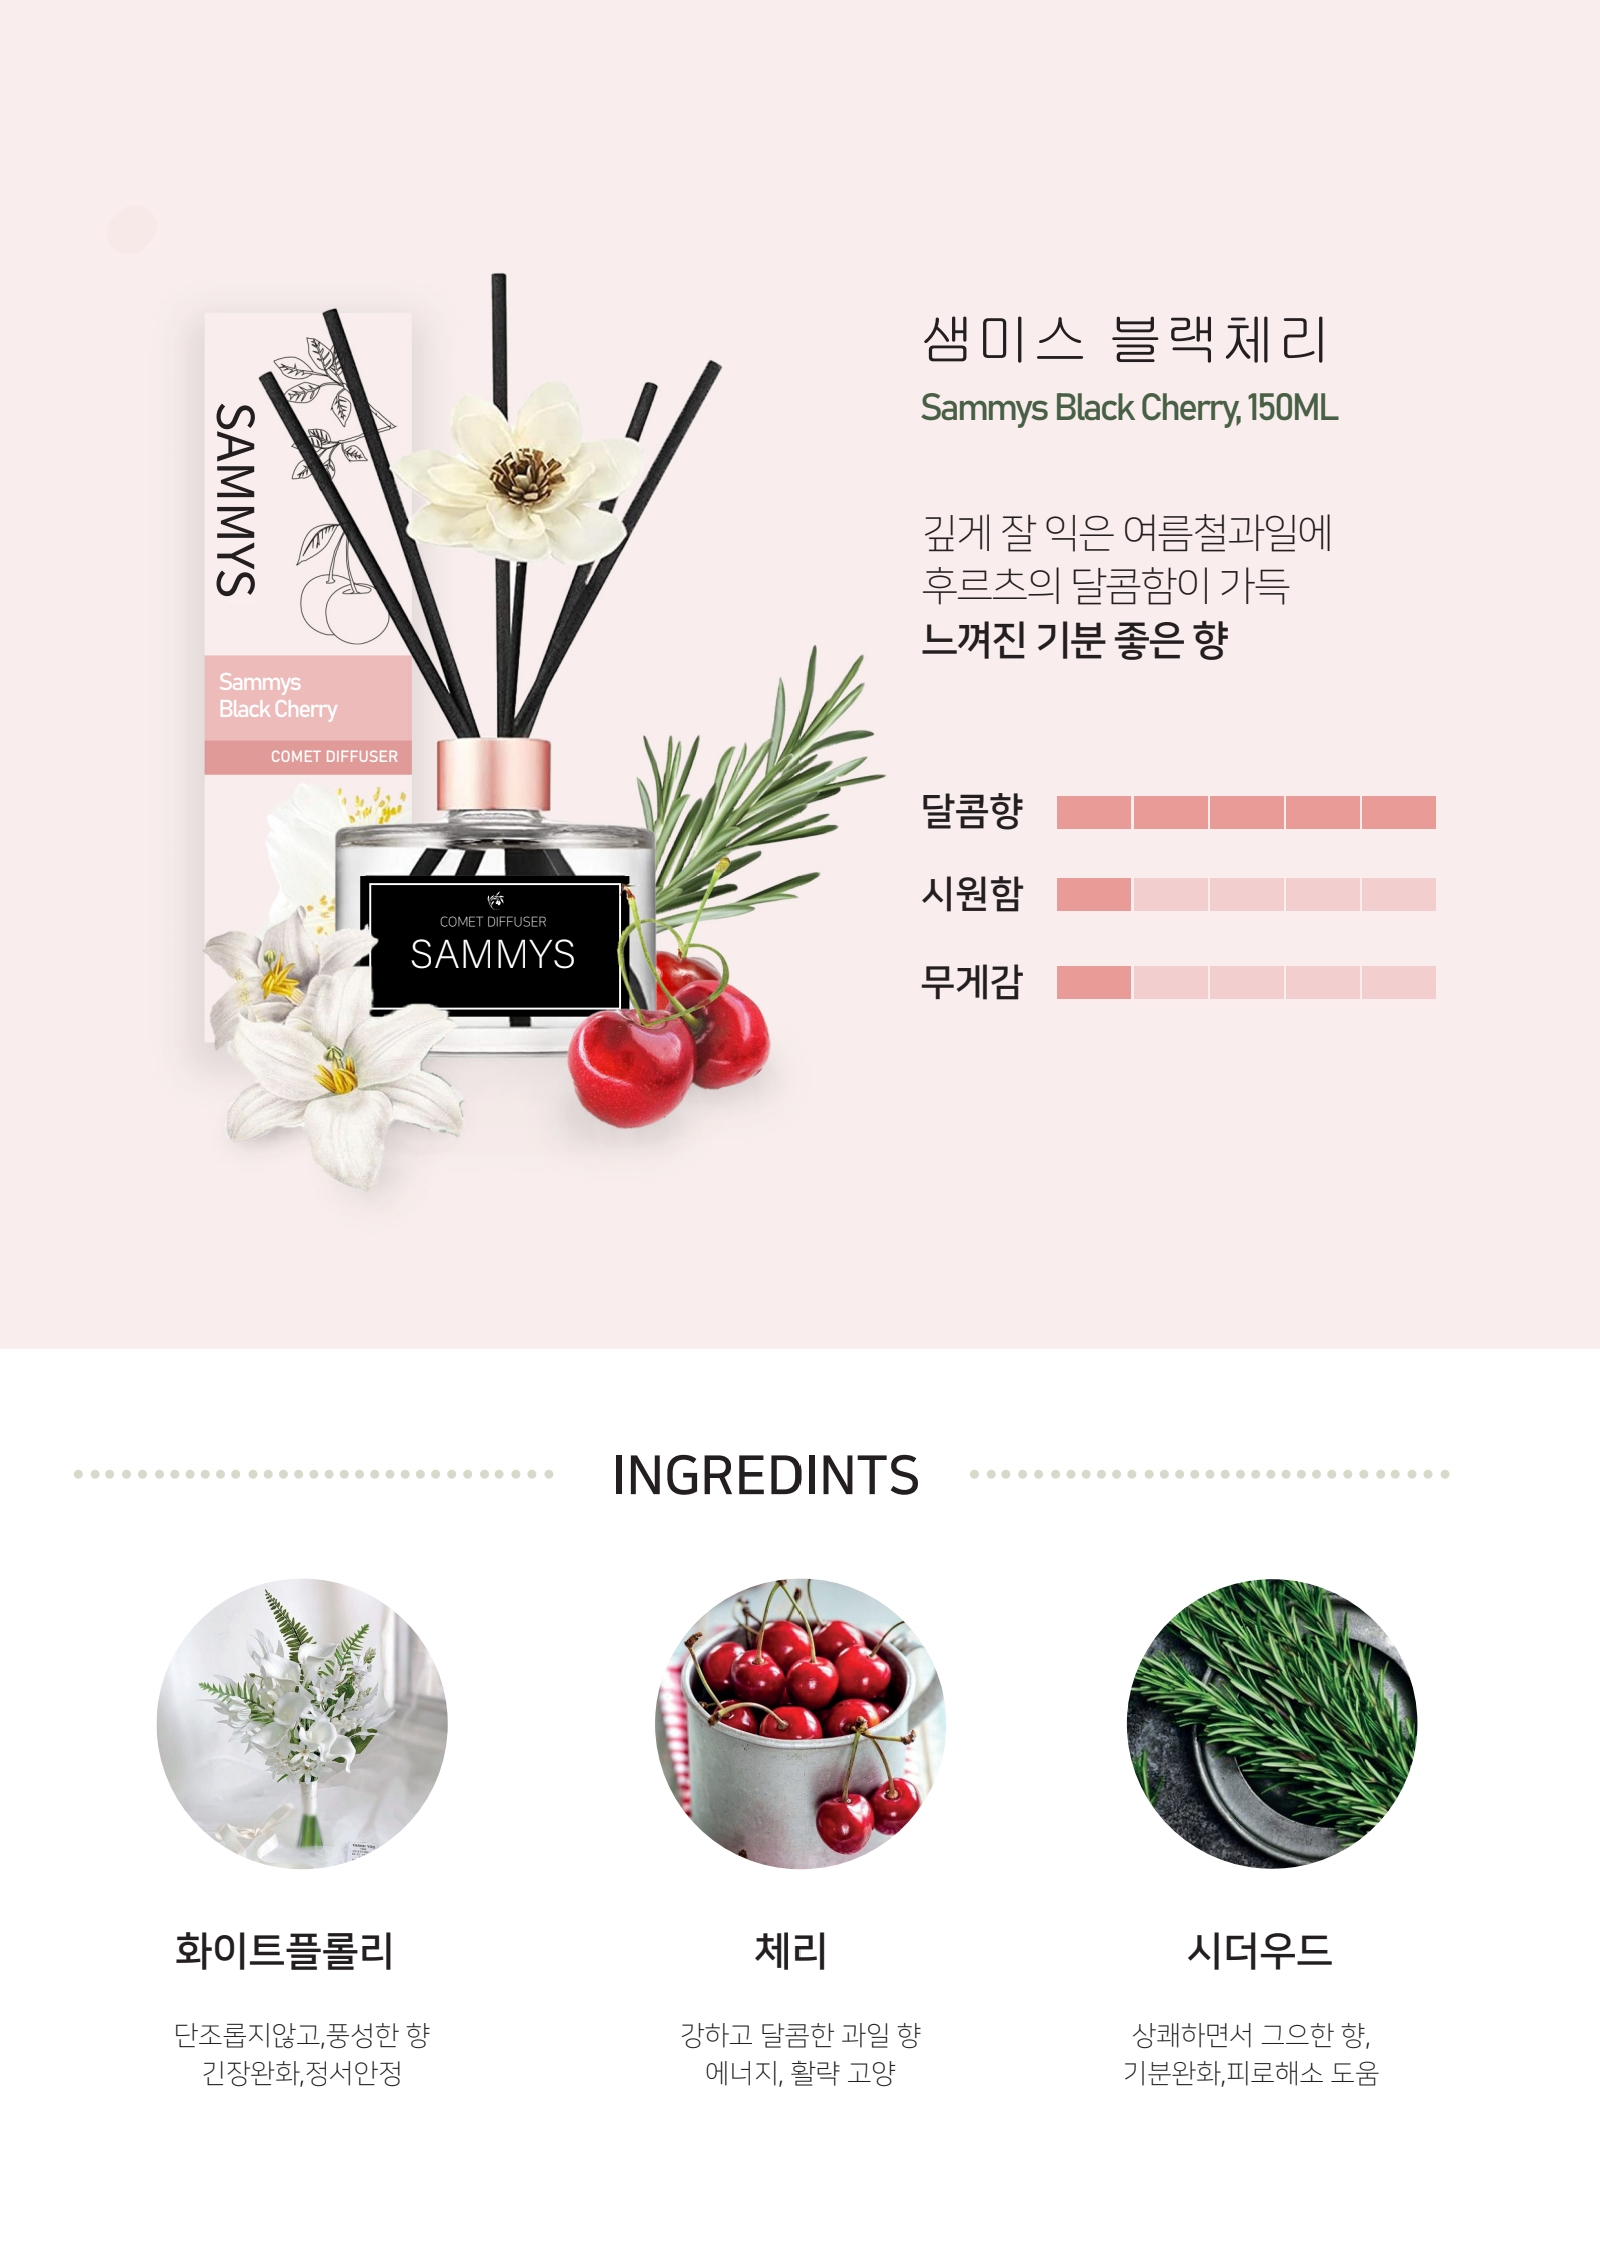 샘미스 블랙체리
Sammys Black Cherry, 150ML
깊게 잘 익은 여름철과일에
후르츠의 달콤함이 가득
느껴진 기분 좋은 향
SAMMYS
Sammys
Black Cherry
COMET DIFFUSER
COMET DIFFUSER
SAMMYS
달콤향
시원함
무게감
INGREDINTS
화이트플롤리
체리
시더우드
단조롭지않고,풍성한 향
긴장완화,정서안정
강하고 달콤한 과일 향
에너지, 활략 고양
상쾌하면서 그으한 향,
기분완화,피로해소 도움